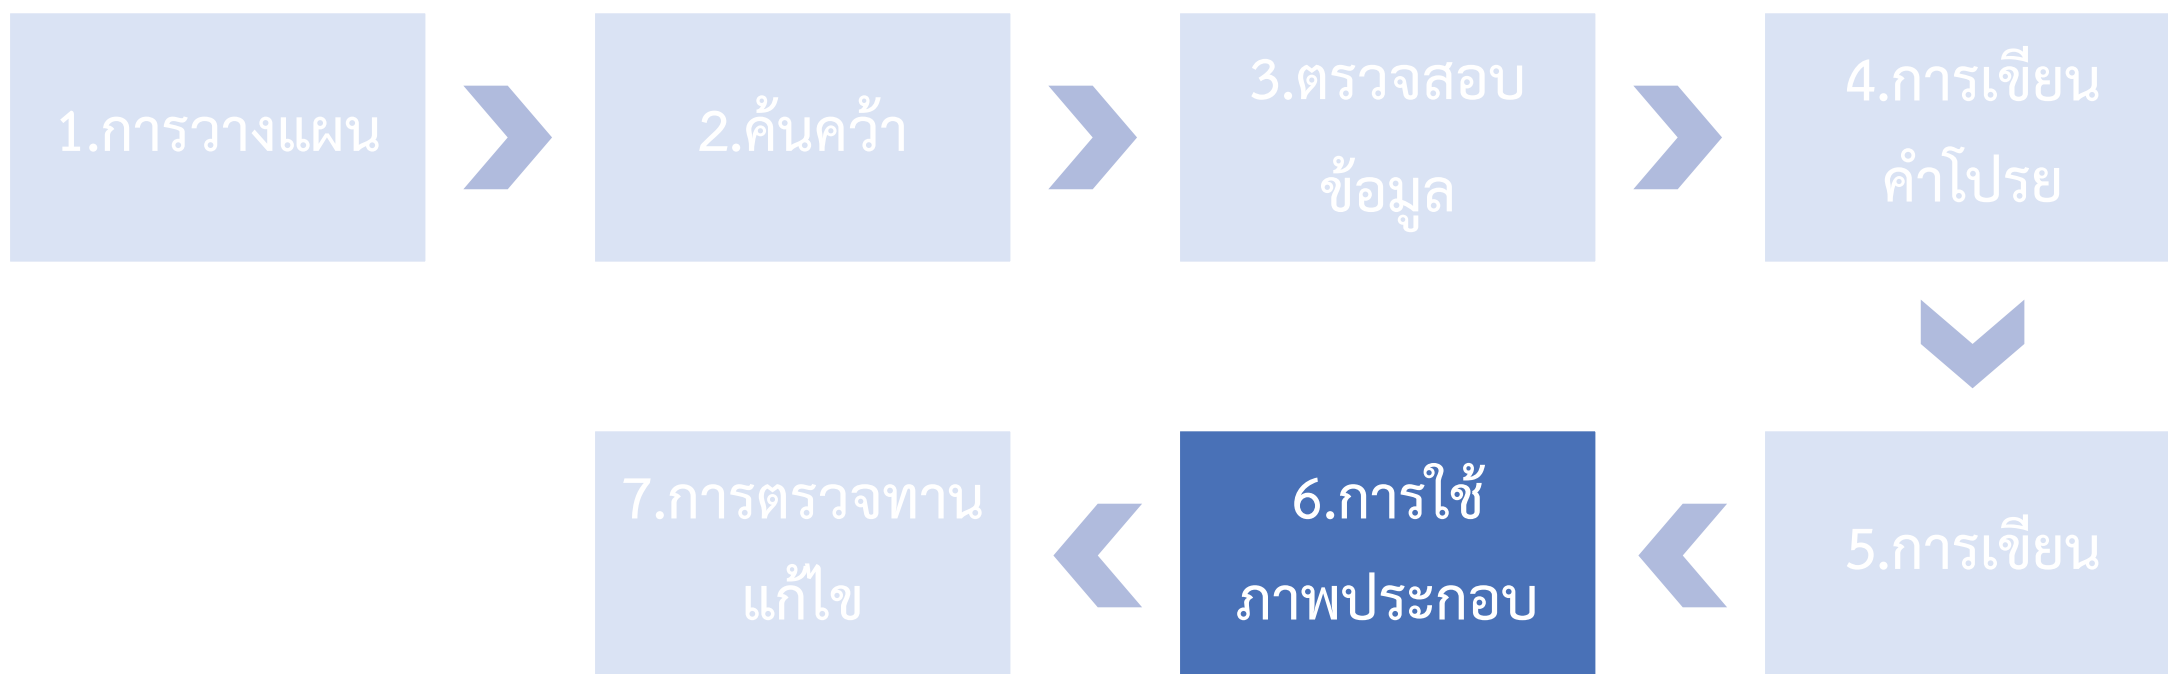 1.การวางแผน
2.ค้นคว้า
3.ตรวจสอบ
ข้อมูล
4.การเขียน
คำโปรย
5.การเขียน
6.การใช้
ภาพประกอบ
7.การตรวจทาน
แก้ไข